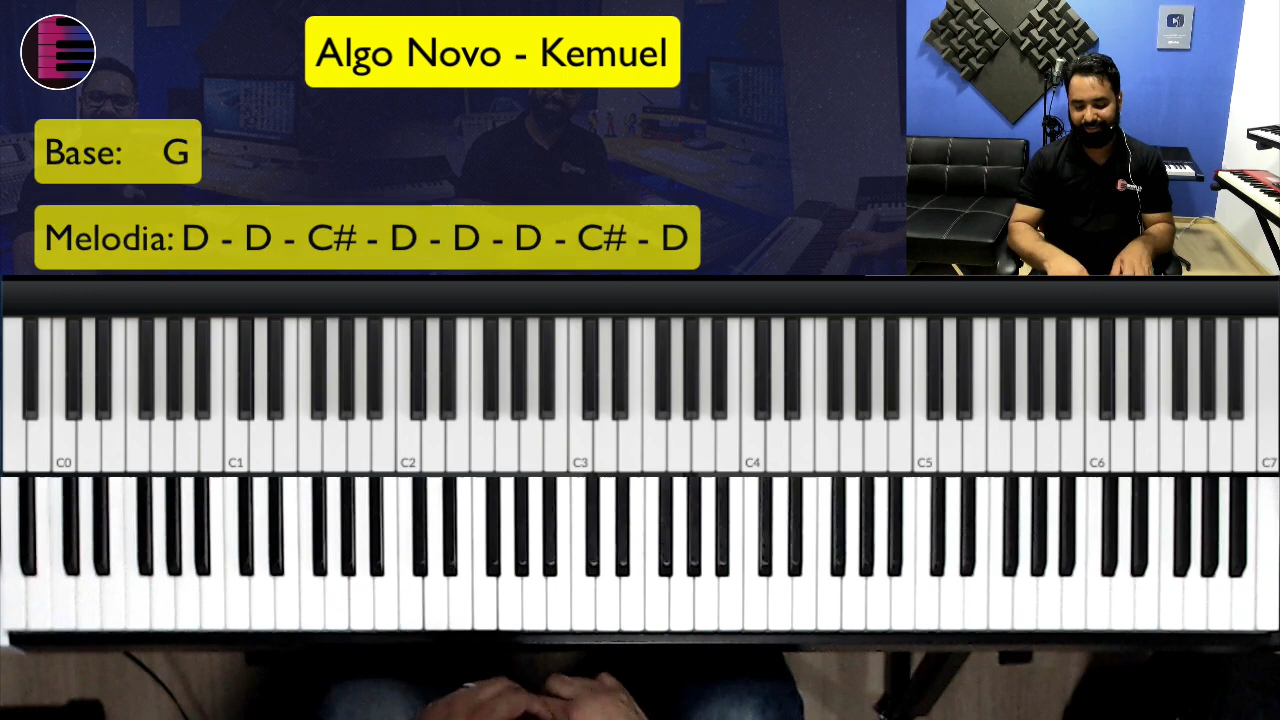 Algo Novo - Kemuel
Base: G
Melodia: D - D - C# - D - D - D - C# - D
C0 C1 C2 C3 C4 C5 C6 C7